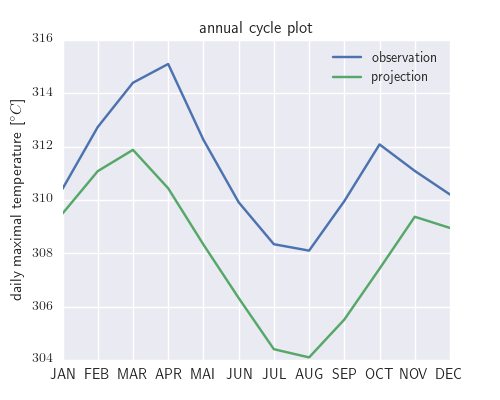 annual cycle plot
316
314
312
310
308
306
304
daily maximal temperature [°C]
observation
projection
JAN FEB MAR APR MAI JUN JUL AUG SEP OCT NOV DEC